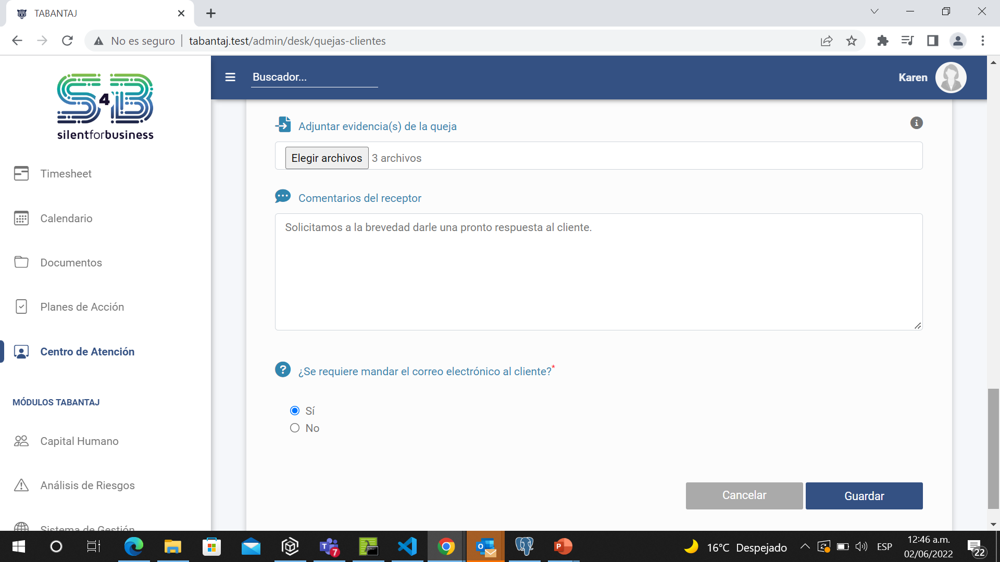 TABANTAJ
No es seguro
tabantaj.test/admin/desk/quejas-clientes
S4B
silentforbusiness
Buscador...
Karen
Timesheet
Calendario
Documentos
Planes de Acción
Centro de Atención
MÓDULOS TABANTAJ
Capital Humano
Análisis de Riesgos
Sistema de Gestión
Adjuntar evidencia(s) de la queja
Elegir archivos 3 archivos
Comentarios del receptor
Solicitamos a la brevedad darle una pronto respuesta al cliente.
¿Se requiere mandar el correo electrónico al cliente?*
Sí
No
Cancelar
Guardar
7
16°C Despejado
ESP
12:46 a.m.
02/06/2022
22